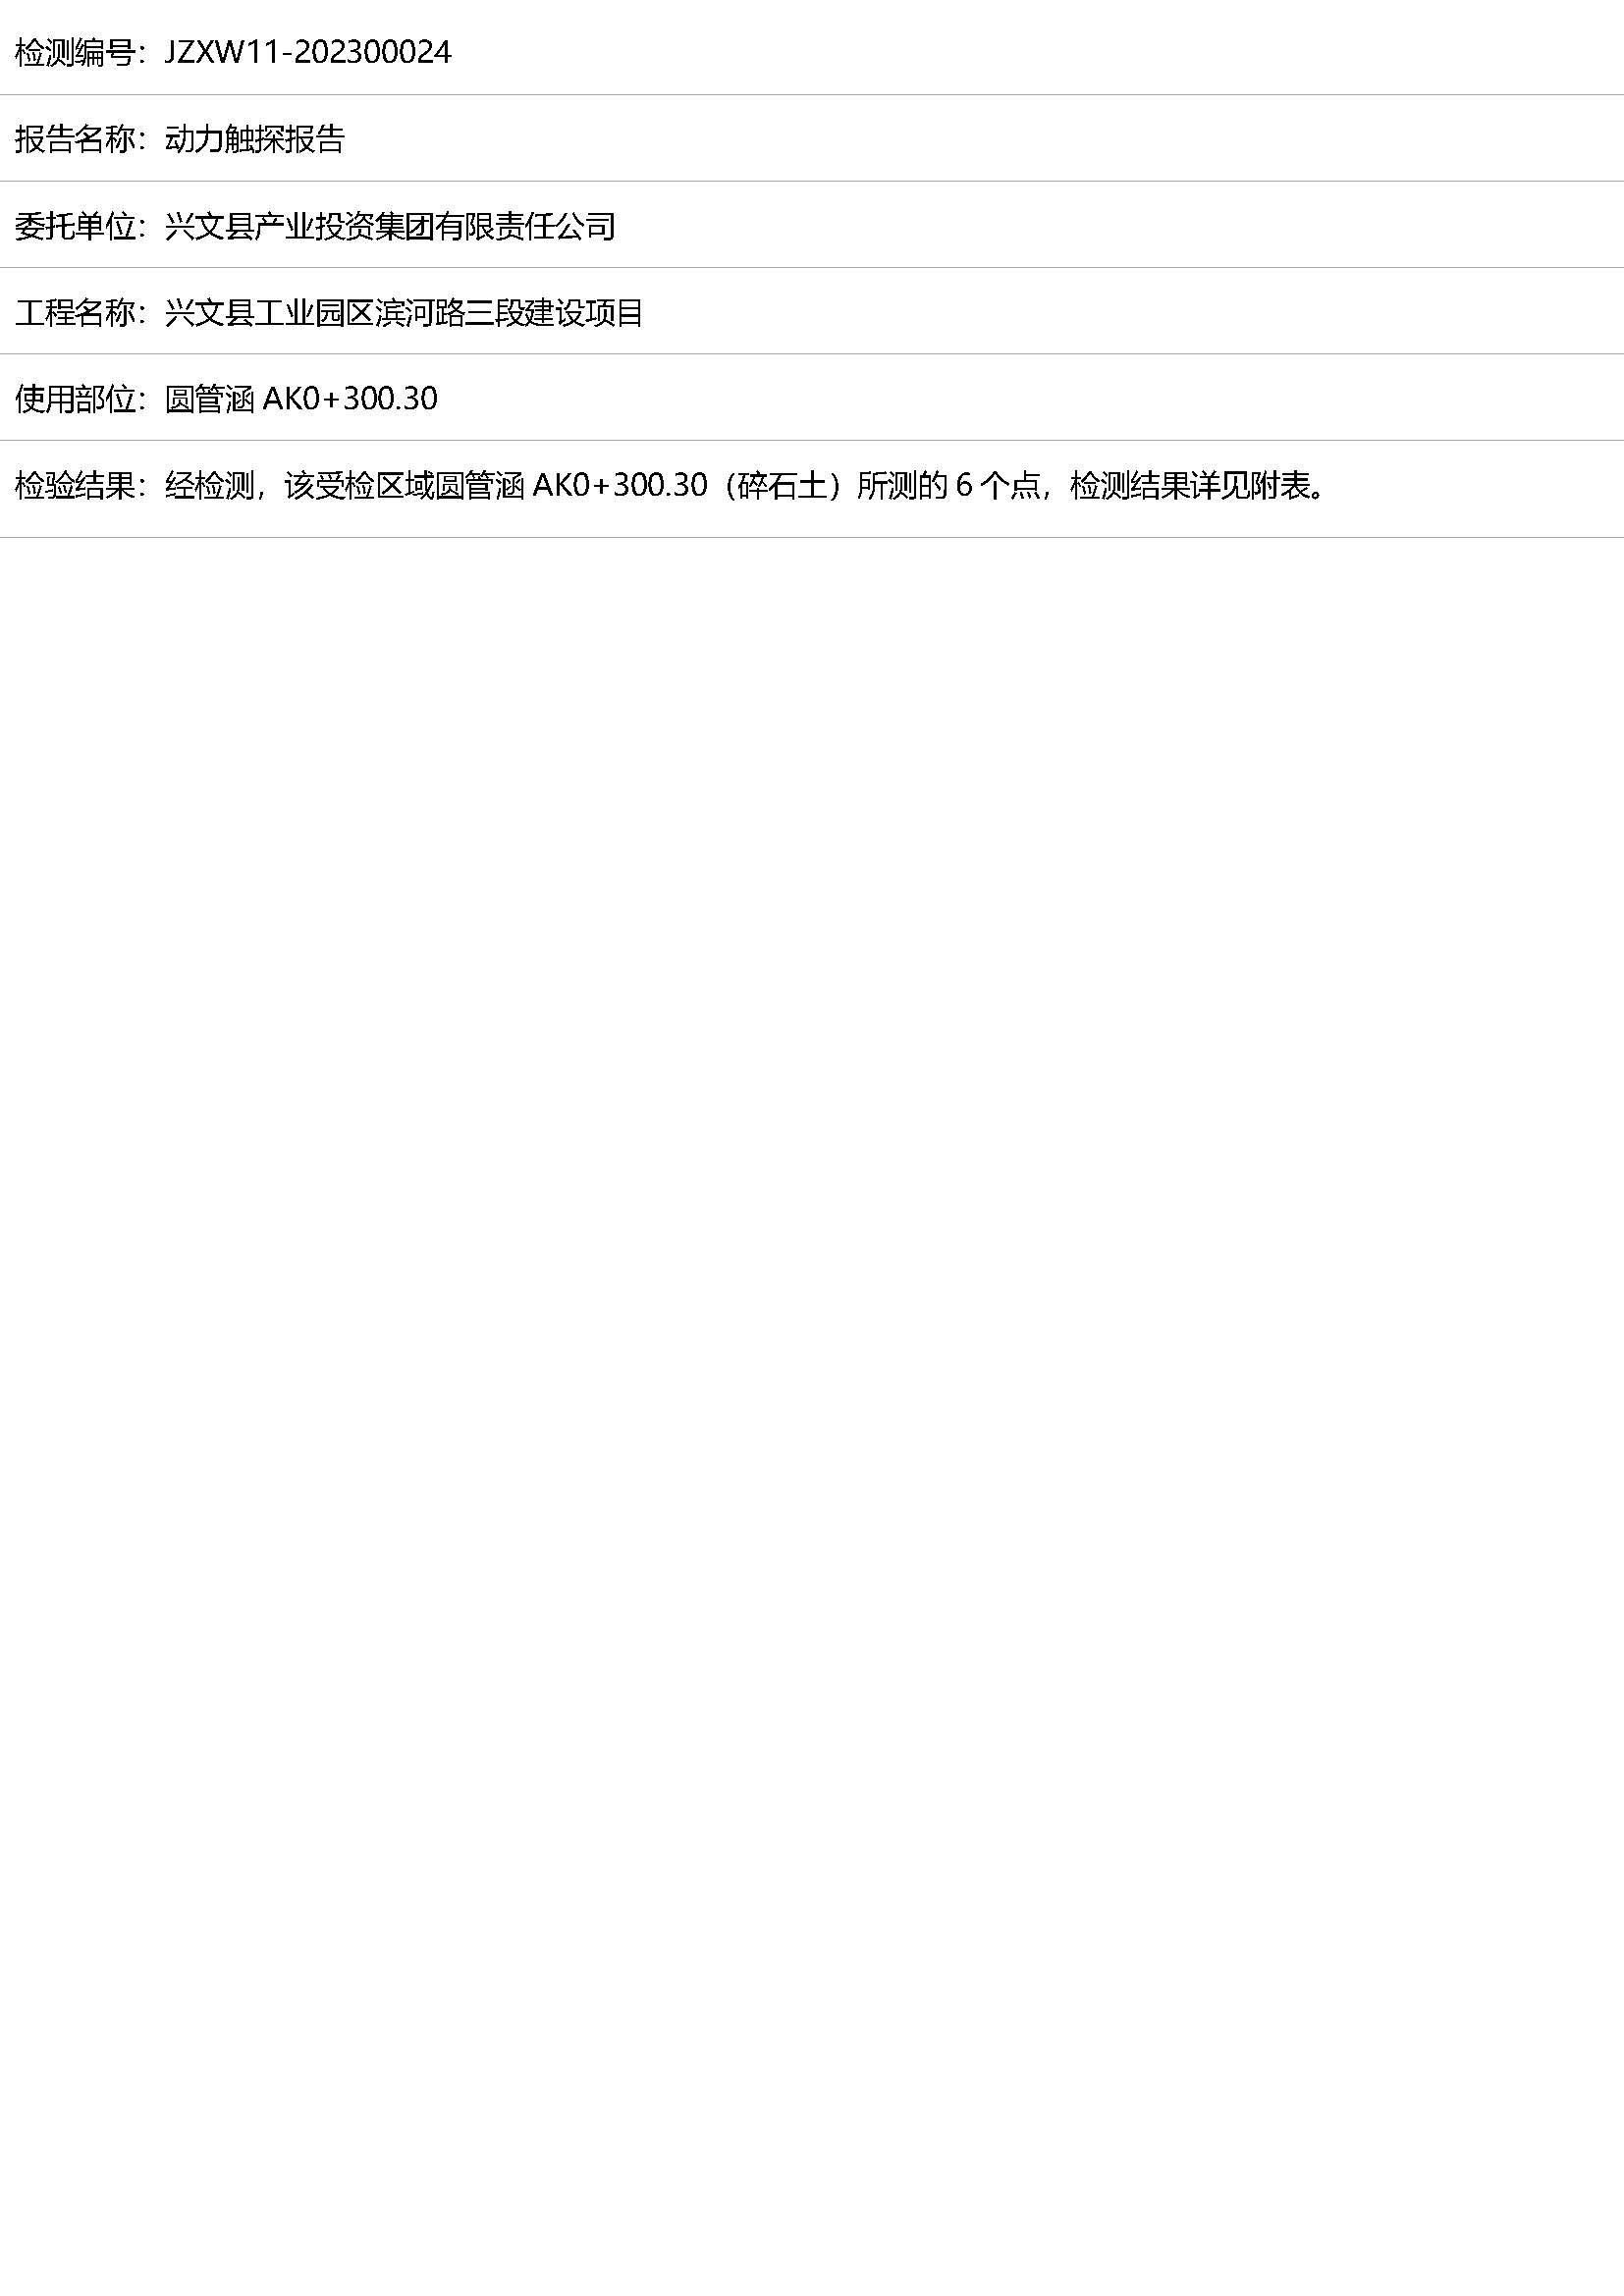 检测编号：JZXW11-202300024
报告名称：动力触探报告
委托单位：兴文县产业投资集团有限责任公司
工程名称：兴文县工业园区滨河路三段建设项目
使用部位：圆管涵 AK0+300.30
检验结果：经检测，该受检区域圆管涵 AK0+300.30（碎石土）所测的 6 个点，检测结果详见附表。